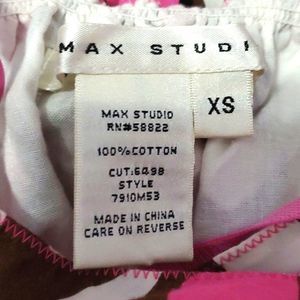 MAX STUDI
XS
MAX STUDIO
RN#58822
100%COTTON
CUT:6498
STYLE
7910M53
MADE IN CHINA
CARE ON REVERSE